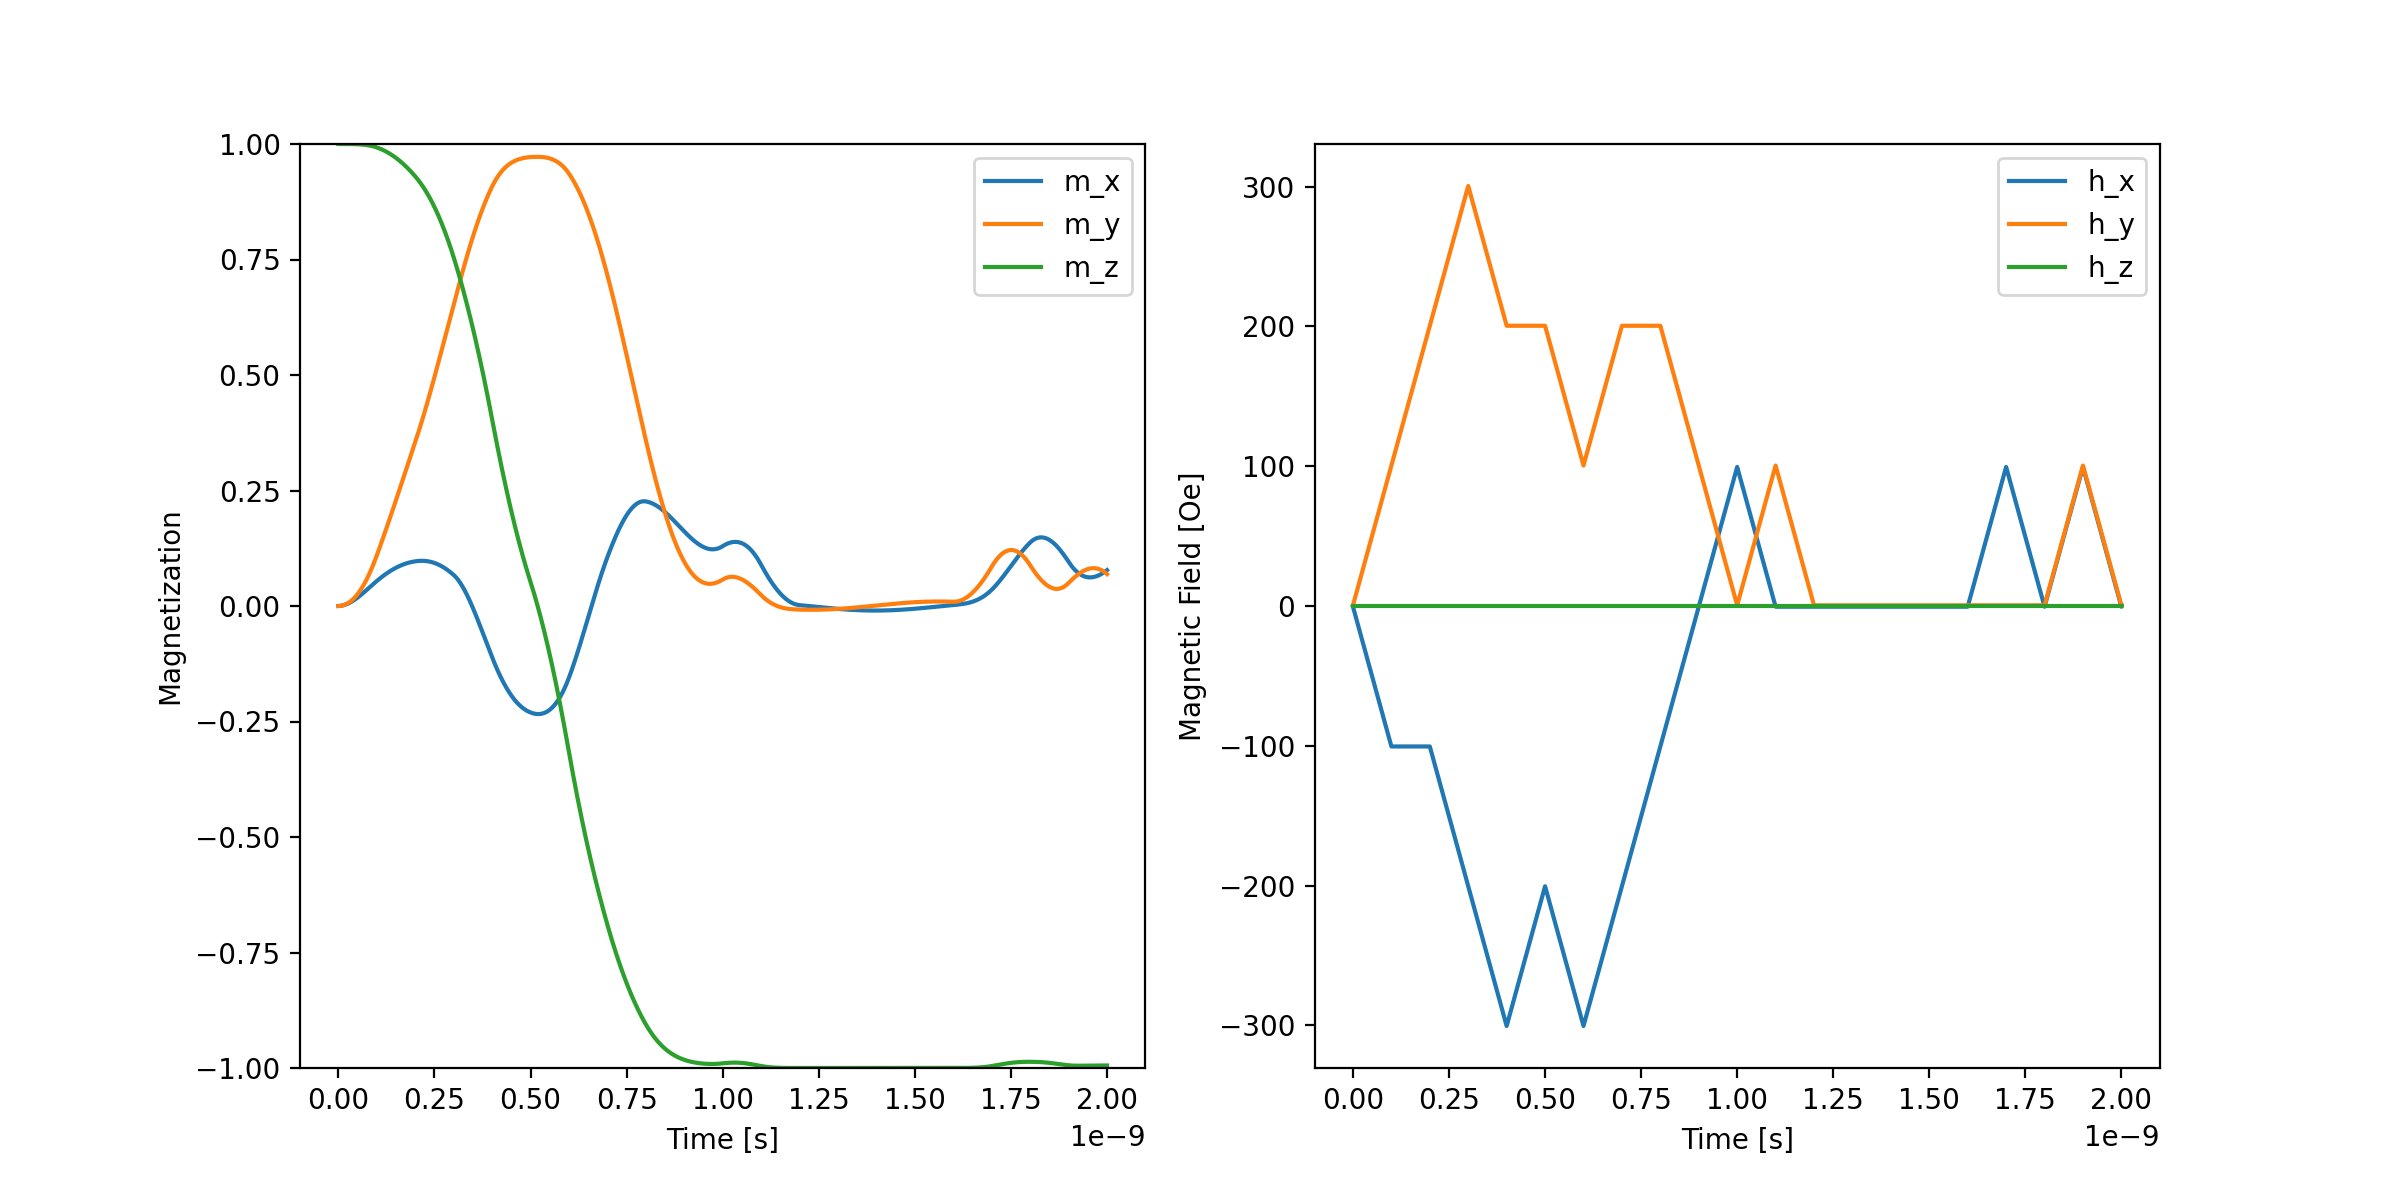 1.00
0.75
0.50
0.25
0.00
−0.25
−0.50
−0.75
−1.00
Magnetization
m_x
m_y
m_z
0.00 0.25 0.50 0.75 1.00 1.25 1.50 1.75 2.00
Time [s]
1e−9
300
200
100
0
−100
−200
−300
Magnetic Field [Oe]
h_x
h_y
h_z
0.00 0.25 0.50 0.75 1.00 1.25 1.50 1.75 2.00
Time [s]
1e−9